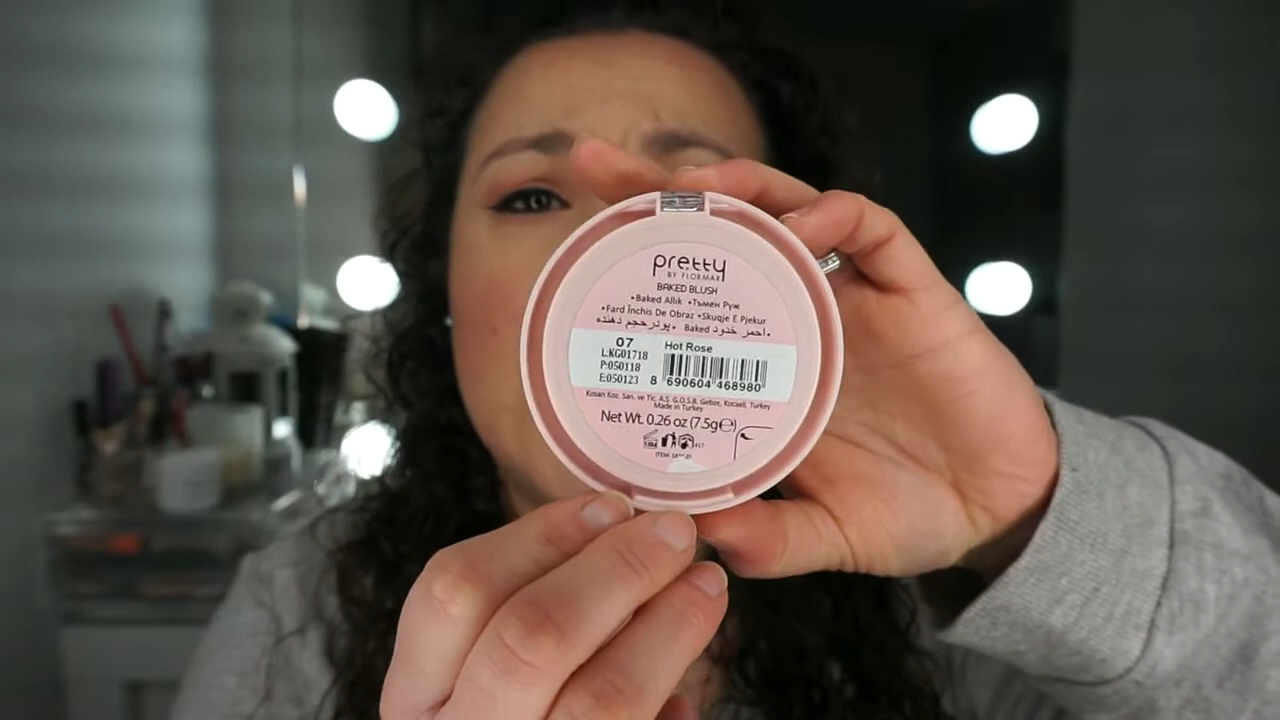 pretty
BY FLORMAR
BAKED BLUSH
•Baked Allık •Тъмен Руж
•Fard Închis De Obraz •Skuqje E Pjekur
•احمر خدود Baked •پودر حجم دهنده
07 Hot Rose
L:KG01718
P:050118
E:050123
8 690604 468980
Kosan Koz. San. ve Tic. A.S. G.O.S.B. Gebze, Kocaeli, Turkey
Made in Turkey
Net Wt. 0.26 oz (7.5g℮)
18M